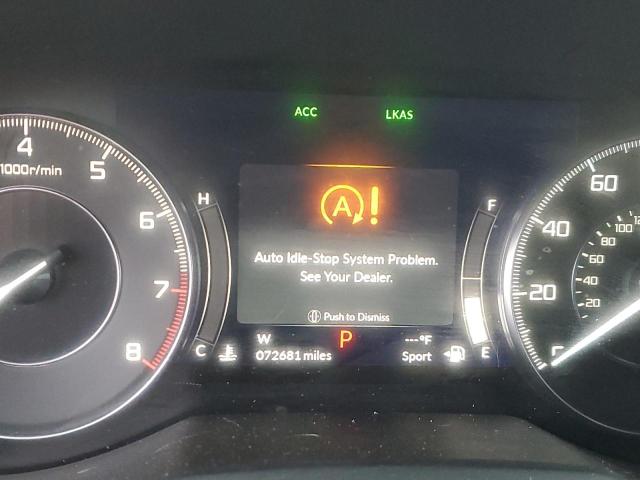 ACC LKAS
4
1000r/min
5
6
7
8
H
C
A!
Auto Idle-Stop System Problem.
See Your Dealer.
Push to Dismiss
W
072681 miles
P
---°F
Sport
F
E
60
40
20
100
80
60
40
20